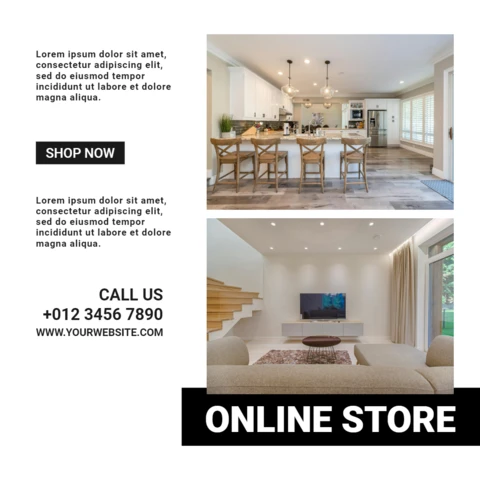 Lorem ipsum dolor sit amet,
consectetur adipiscing elit,
sed do eiusmod tempor
incididunt ut labore et dolore
magna aliqua.
SHOP NOW
Lorem ipsum dolor sit amet,
consectetur adipiscing elit,
sed do eiusmod tempor
incididunt ut labore et dolore
magna aliqua.
CALL US
+012 3456 7890
WWW.YOURWEBSITE.COM
ONLINE STORE